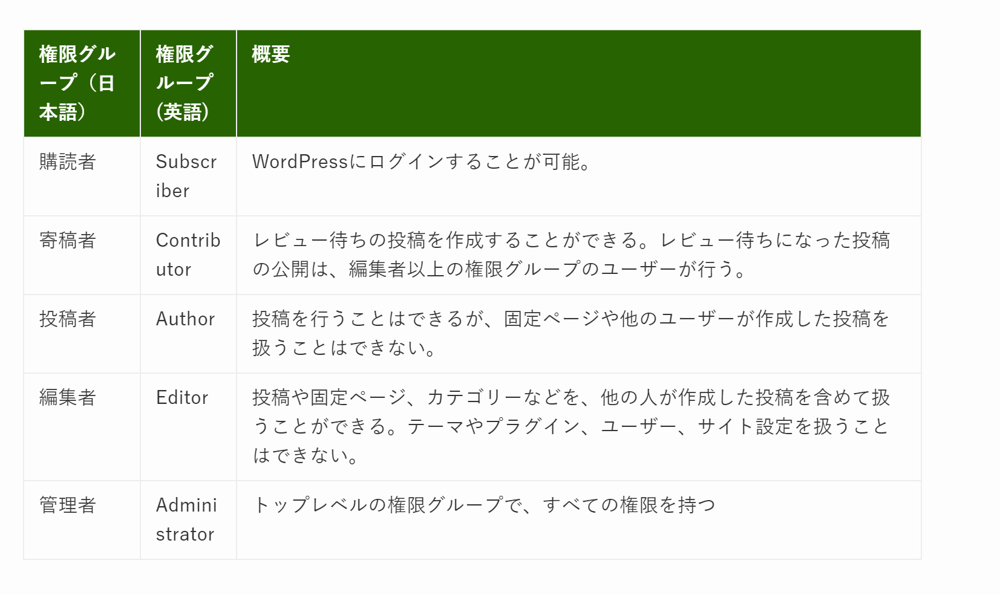 権限グル
ープ（日
本語）
権限グ
ループ
(英語)
概要
購読者
Subscr
iber
WordPressにログインすることが可能。
寄稿者
Contrib
utor
レビュー待ちの投稿を作成することができる。レビュー待ちになった投稿
の公開は、編集者以上の権限グループのユーザーが行う。
投稿者
Author
投稿を行うことはできるが、固定ページや他のユーザーが作成した投稿を
扱うことはできない。
編集者
Editor
投稿や固定ページ、カテゴリーなどを、他の人が作成した投稿を含めて扱
うことができる。テーマやプラグイン、ユーザー、サイト設定を扱うこと
はできない。
管理者
Admini
strator
トップレベルの権限グループで、すべての権限を持つ